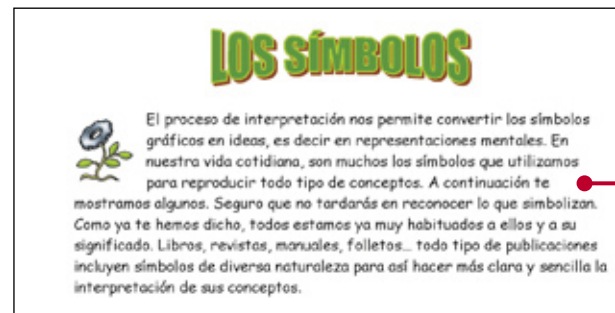 LOS SÍMBOLOS
El proceso de interpretación nos permite convertir los símbolos
gráficos en ideas, es decir en representaciones mentales. En
nuestra vida cotidiana, son muchos los símbolos que utilizamos
para reproducir todo tipo de conceptos. A continuación te
mostramos algunos. Seguro que no tardarás en reconocer lo que simbolizan.
Como ya te hemos dicho, todos estamos ya muy habituados a ellos y a su
significado. Libros, revistas, manuales, folletos... todo tipo de publicaciones
incluyen símbolos de diversa naturaleza para así hacer más clara y sencilla la
interpretación de sus conceptos.